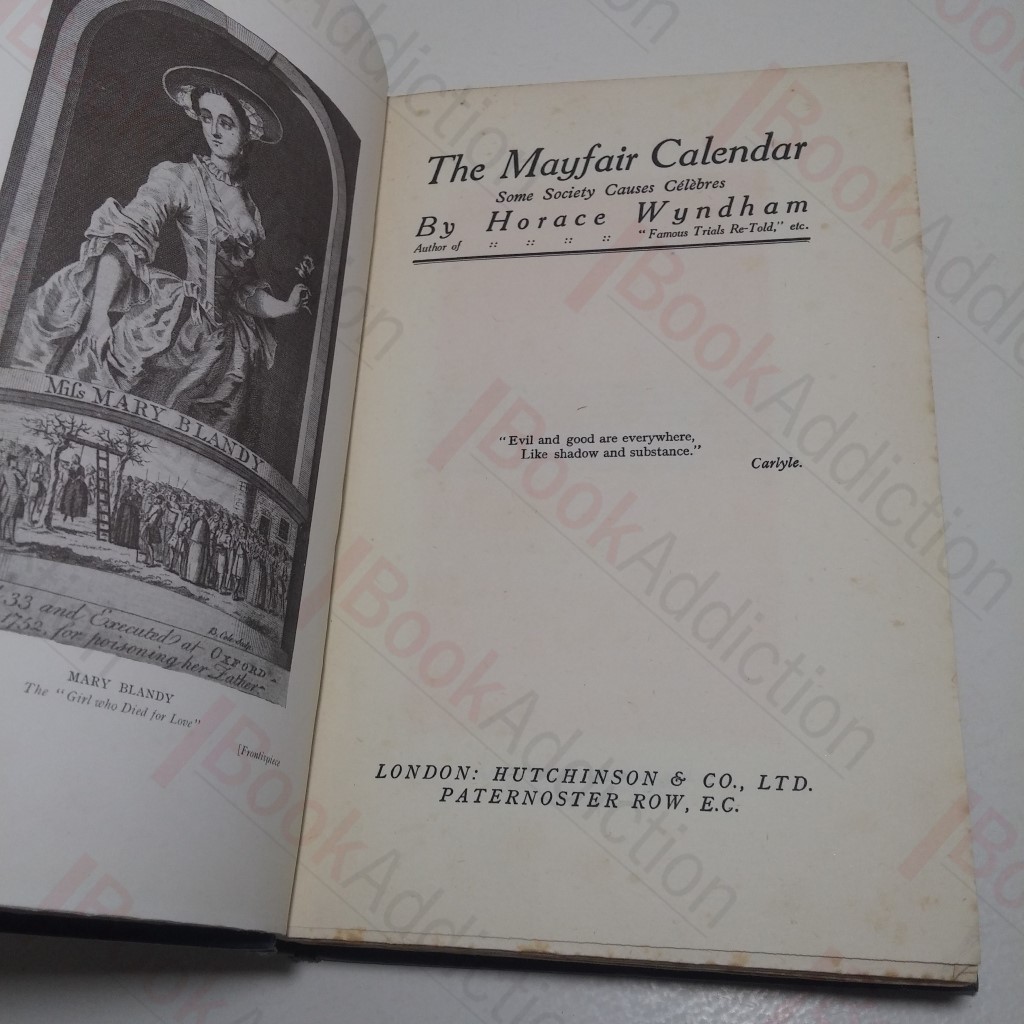 Miſs MARY BLANDY
33 and Executed at OXFORD
1752, for poisoning her Father
MARY BLANDY
The "Girl who Died for Love"
[Frontispiece
The Mayfair Calendar
Some Society Causes Célèbres
By Horace Wyndham
Author of :: :: :: :: "Famous Trials Re-Told," etc.
"Evil and good are everywhere,
Like shadow and substance."
Carlyle.
LONDON: HUTCHINSON & CO., LTD.
PATERNOSTER ROW, E.C.
BookAddiction